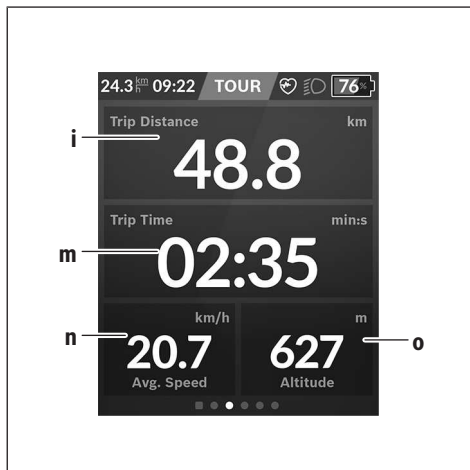 24.3 km/h 09:22 TOUR 76%
i
Trip Distance km
48.8
Trip Time min:s
m
02:35
km/h m
n
20.7 627
o
Avg. Speed Altitude